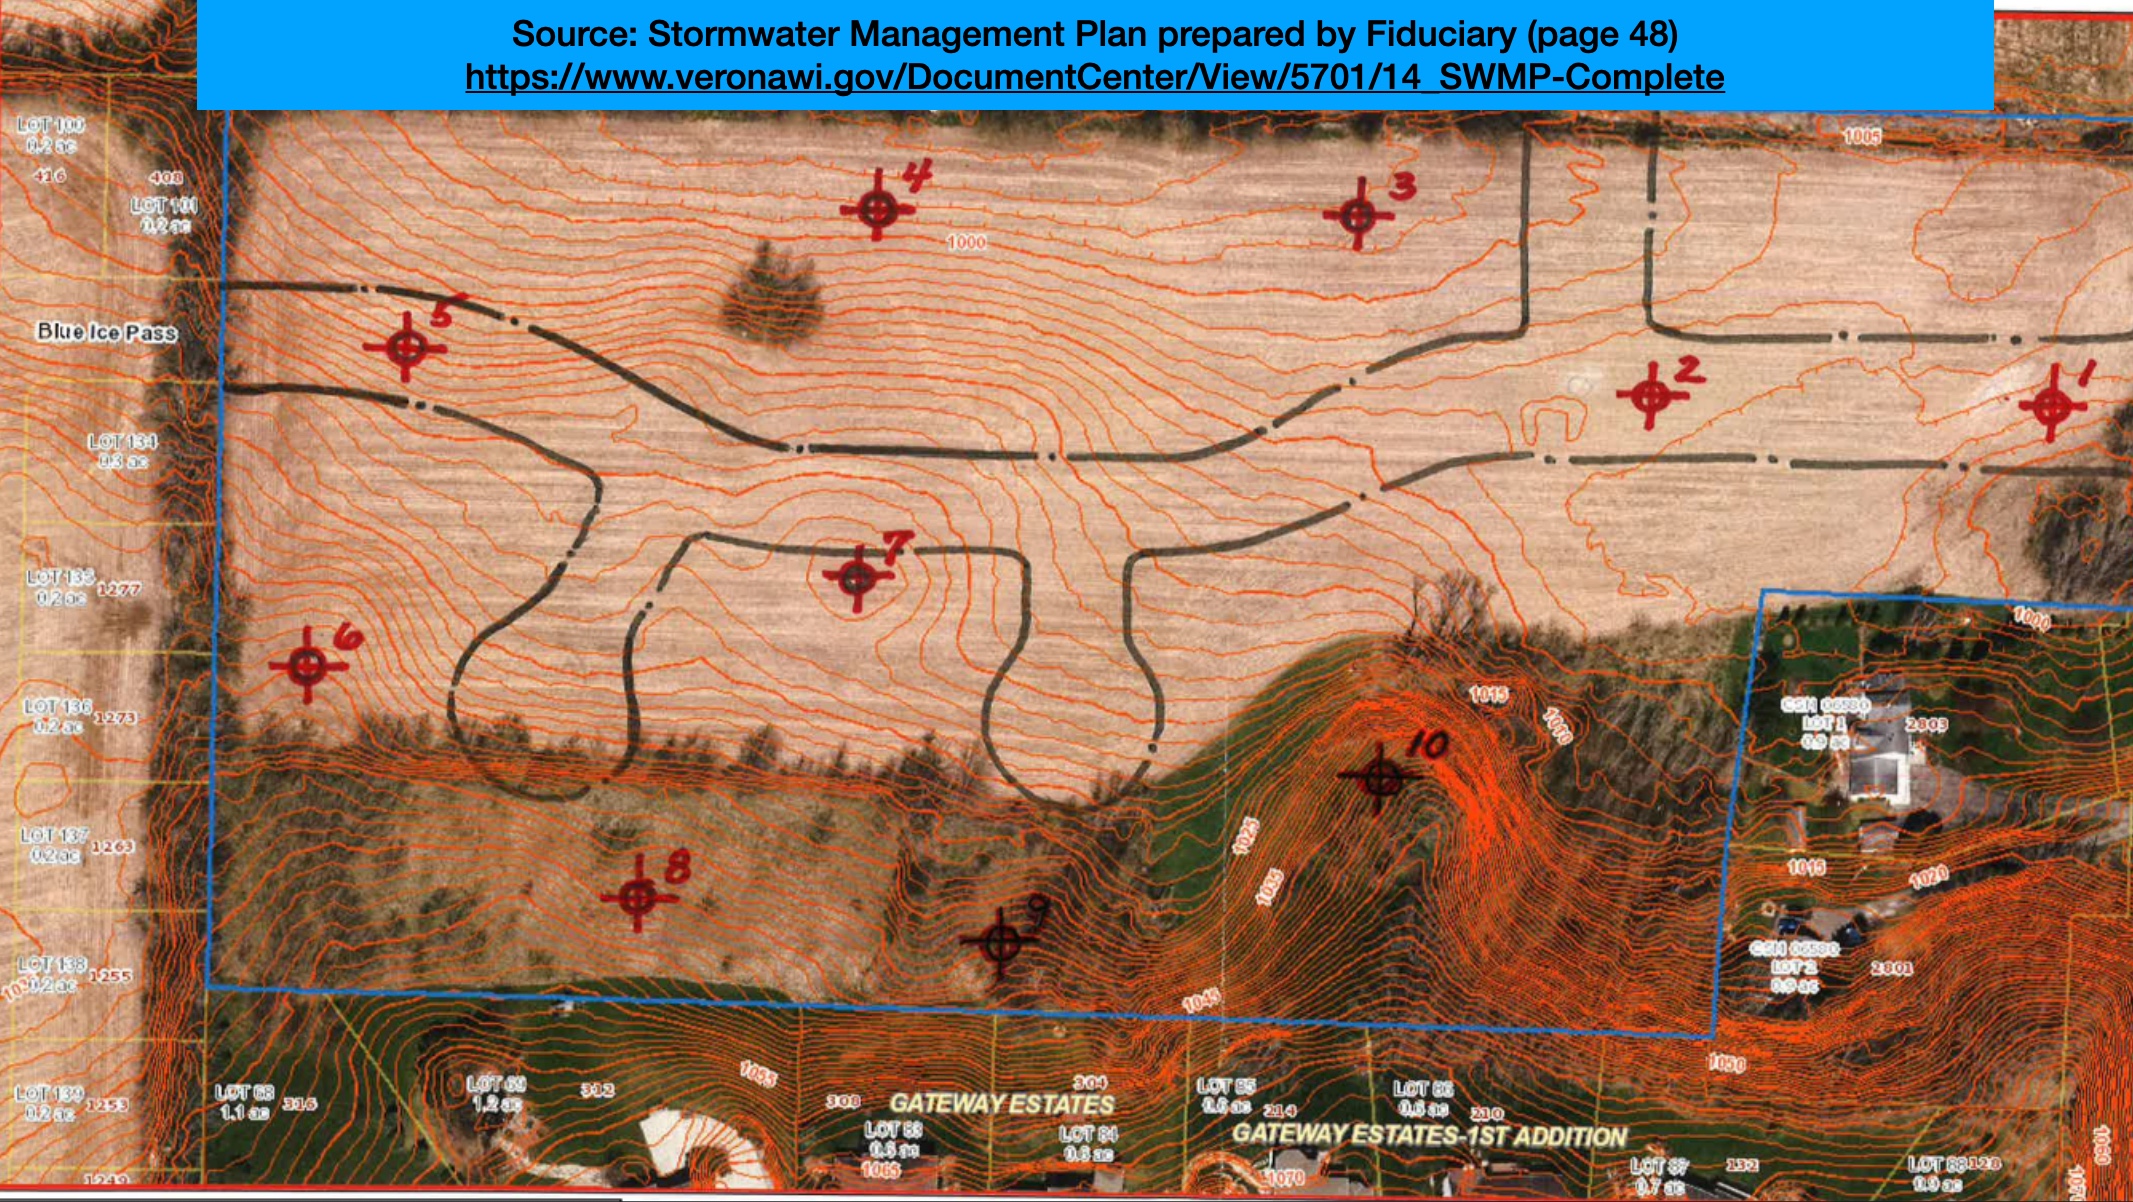 Source: Stormwater Management Plan prepared by Fiduciary (page 48)
https://www.veronawi.gov/DocumentCenter/View/5701/14_SWMP-Complete
LOT 100
0.2 ac
416
408
LOT 101
0.2 ac
1005
4
3
1000
5
Blue Ice Pass
2
1
LOT 134
0.3 ac
7
LOT 135
0.2 ac
1277
1000
6
LOT 136
0.2 ac
1273
1015
1010
CSM 06580
LOT 1
0.9 ac
2803
10
LOT 137
0.2 ac
1263
1025
1035
1015
1020
8
9
LOT 138
0.2 ac
1255
1045
CSM 06580
LOT 2
0.9 ac
2801
1050
1055
LOT 139
0.2 ac
1253
LOT 68
1.1 ac
316
LOT 69
1.2 ac
312
308
304
GATEWAY ESTATES
LOT 85
0.6 ac
214
LOT 86
0.6 ac
210
GATEWAY ESTATES-1ST ADDITION
LOT 83
0.5 ac
1065
LOT 84
0.5 ac
1070
LOT 87
0.7 ac
132
LOT 88
0.9 ac
128
1060
1249